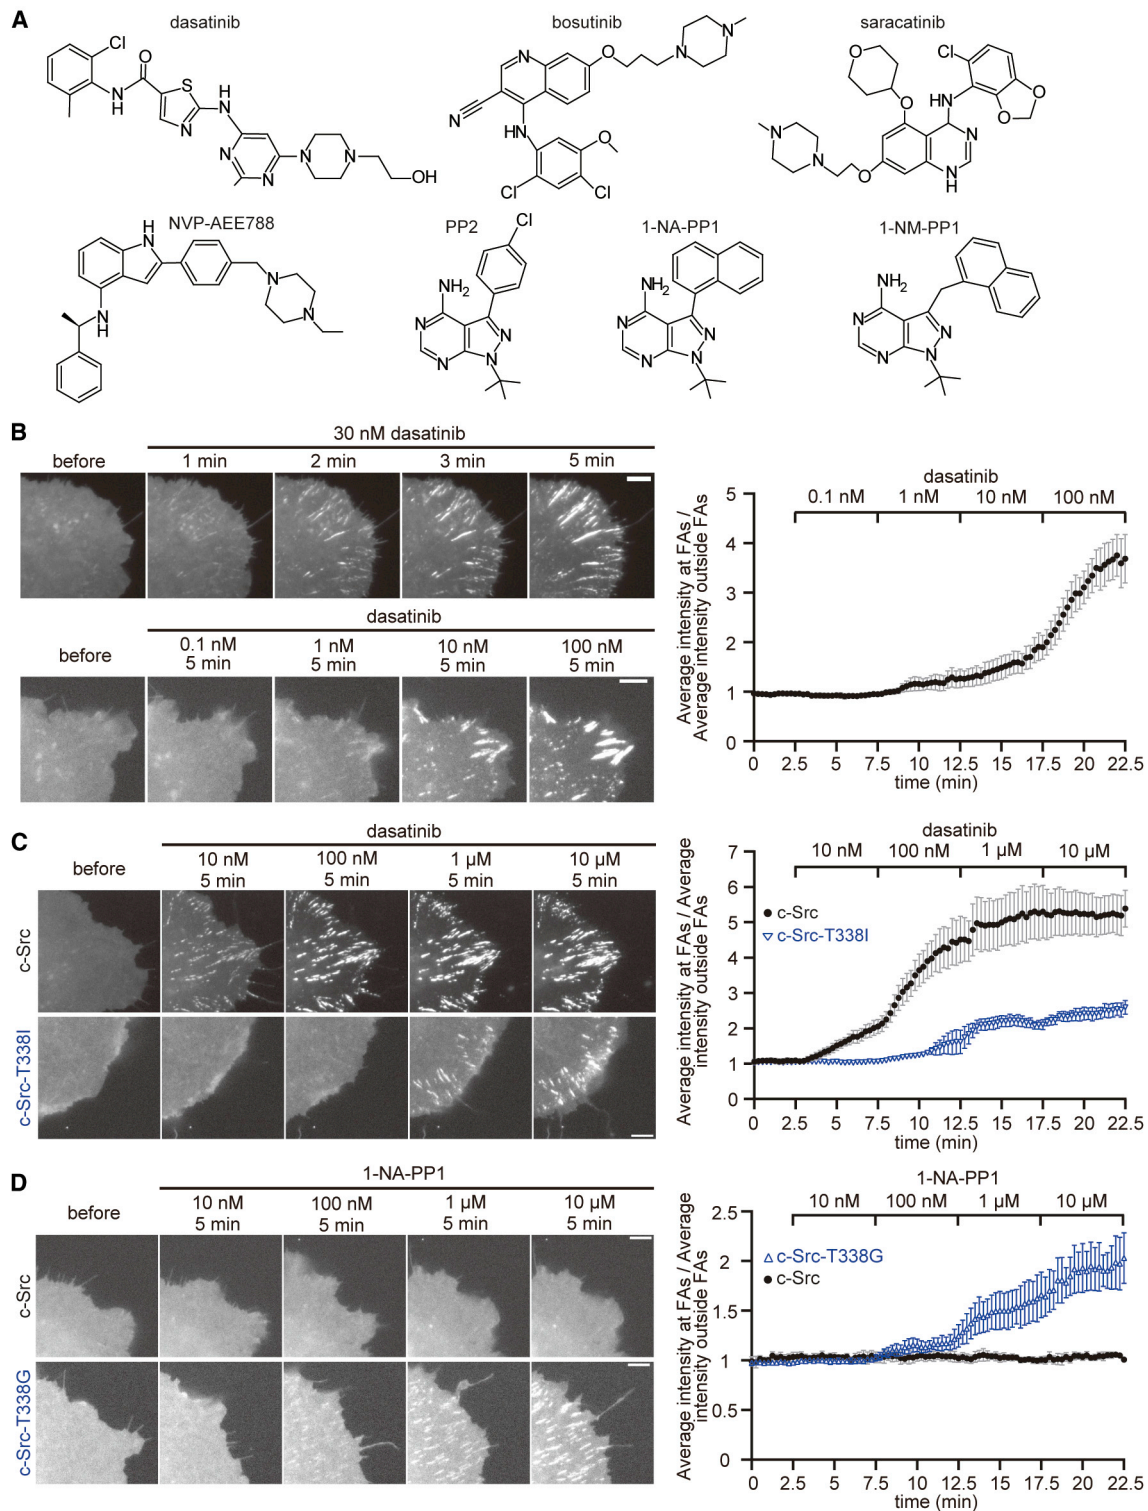 A
dasatinib
bosutinib
saracatinib
Cl
O
N
H
S
N
H
N
N
N
N
N
OH
N
N
HN
O
N
N
O
Cl
Cl
O
O
HN
Cl
O
O
N
N
O
N
N
H
NVP-AEE788
H
N
N
H
N
N
PP2
Cl
NH2
N
N
N
N
1-NA-PP1
NH2
N
N
N
N
1-NM-PP1
NH2
N
N
N
N
B
30 nM dasatinib
before
1 min
2 min
3 min
5 min
dasatinib
before
0.1 nM
5 min
1 nM
5 min
10 nM
5 min
100 nM
5 min
dasatinib
0.1 nM
1 nM
10 nM
100 nM
Average intensity at FAs /
Average intensity outside FAs
5
4
3
2
1
0
0 2.5 5 7.5 10 12.5 15 17.5 20 22.5
time (min)
C
dasatinib
before
10 nM
5 min
100 nM
5 min
1 µM
5 min
10 µM
5 min
c-Src
c-Src-T338I
dasatinib
10 nM
100 nM
1 µM
10 µM
c-Src
c-Src-T338I
Average intensity at FAs / Average
intensity outside FAs
7
6
5
4
3
2
1
0
0 2.5 5 7.5 10 12.5 15 17.5 20 22.5
time (min)
D
1-NA-PP1
before
10 nM
5 min
100 nM
5 min
1 µM
5 min
10 µM
5 min
c-Src
c-Src-T338G
1-NA-PP1
10 nM
100 nM
1 µM
10 µM
c-Src-T338G
c-Src
Average intensity at FAs / Average
intensity outside FAs
2.5
2
1.5
1
0.5
0
0 2.5 5 7.5 10 12.5 15 17.5 20 22.5
time (min)